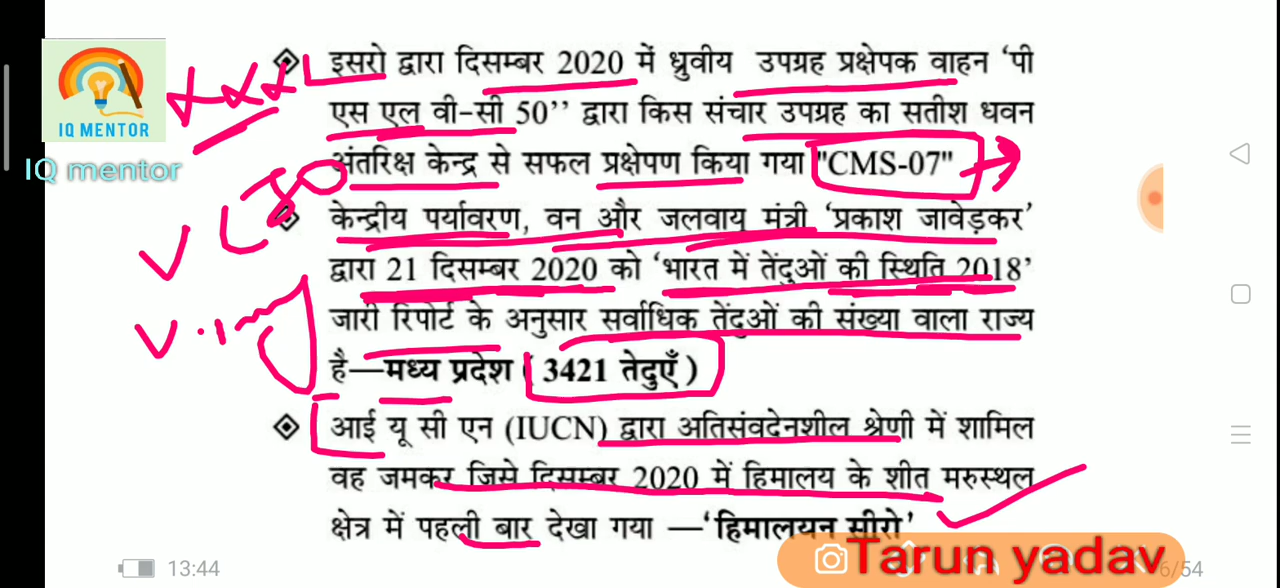 इसरो द्वारा दिसम्बर 2020 में ध्रुवीय उपग्रह प्रक्षेपक वाहन ‘पी
एस एल वी–सी 50’’ द्वारा किस संचार उपग्रह का सतीश धवन
अंतरिक्ष केन्द्र से सफल प्रक्षेपण किया गया "CMS-07"
IQ MENTOR
IQ mentor
केन्द्रीय पर्यावरण, वन और जलवायु मंत्री ‘प्रकाश जावेड़कर’
द्वारा 21 दिसम्बर 2020 को ‘भारत में तेंदुओं की स्थिति 2018’
जारी रिपोर्ट के अनुसार सर्वाधिक तेंदुओं की संख्या वाला राज्य
है—मध्य प्रदेश ( 3421 तेदुएँ )
आई यू सी एन (IUCN) द्वारा अतिसंवदेनशील श्रेणी में शामिल
वह जमकर जिसे दिसम्बर 2020 में हिमालय के शीत मरुस्थल
क्षेत्र में पहली बार देखा गया —‘हिमालयन सीरो’
Tarun yadav
13:44
6/54